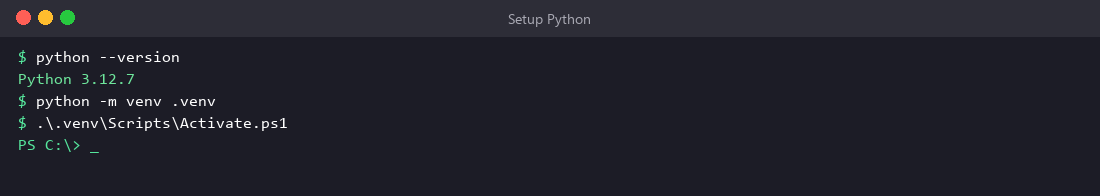 Setup Python
$ python --version
Python 3.12.7
$ python -m venv .venv
$ .\.venv\Scripts\Activate.ps1
PS C:\> _